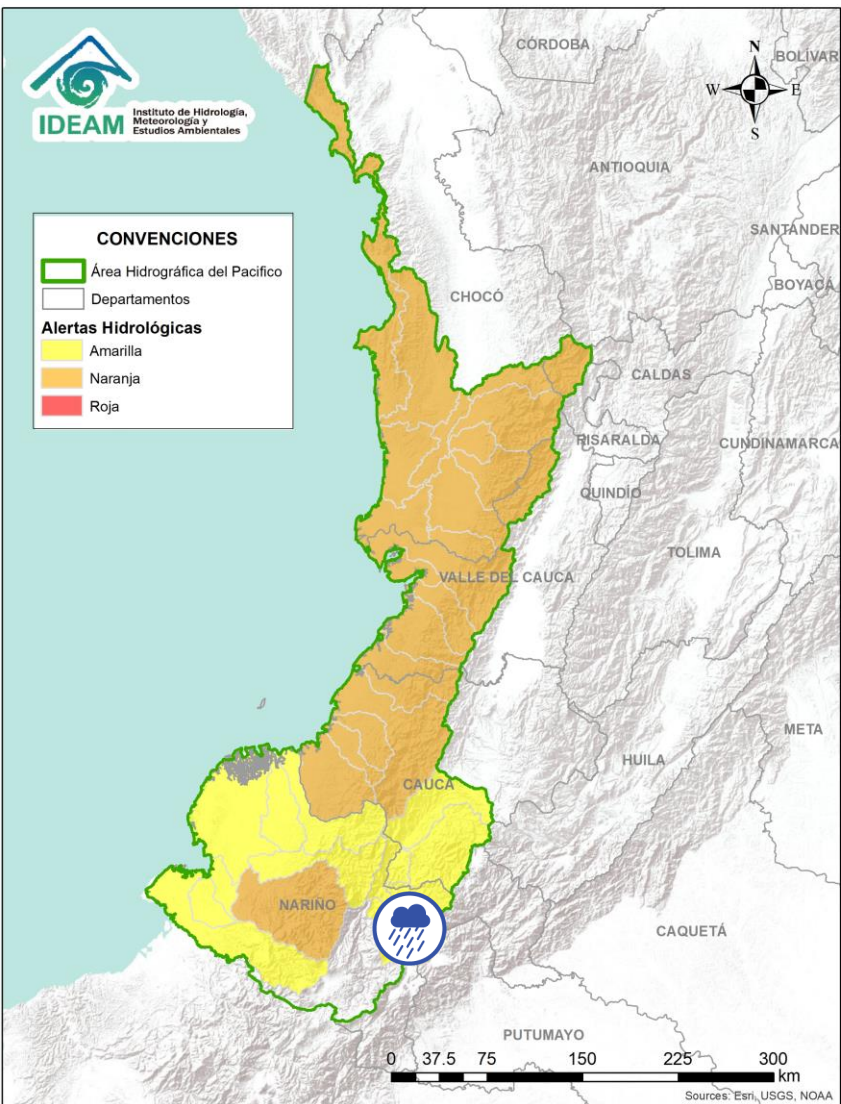 IDEAM
Instituto de Hidrología,
Meteorología y
Estudios Ambientales
CÓRDOBA
N
BOLÍVAR
W
E
S
ANTIOQUIA
SANTANDER
CONVENCIONES
Área Hidrográfica del Pacifico
Departamentos
Alertas Hidrológicas
Amarilla
Naranja
Roja
BOYACÁ
CHOCÓ
CALDAS
RISARALDA
CUNDINAMARCA
QUINDÍO
TOLIMA
VALLE DEL CAUCA
META
HUILA
CAUCA
NARIÑO
CAQUETÁ
PUTUMAYO
0 37.5 75 150 225 300
km
Sources: Esri, USGS, NOAA